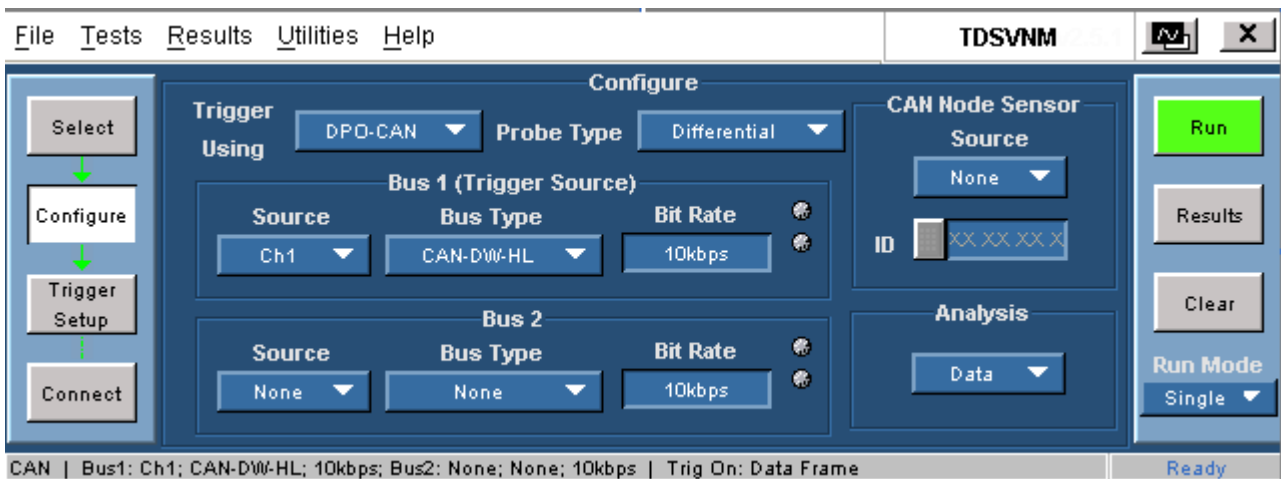 File Tests Results Utilities Help TDSVNM
Configure
Select
Configure
Trigger
Setup
Connect
Trigger
Using
DPO-CAN
Probe Type
Differential
Bus 1 (Trigger Source)
Source Bus Type Bit Rate
Ch1 CAN-DW-HL 10kbps
Bus 2
Source Bus Type Bit Rate
None None 10kbps
CAN Node Sensor
Source
None
ID XX XX XX X
Analysis
Data
Run
Results
Clear
Run Mode
Single
CAN | Bus1: Ch1; CAN-DW-HL; 10kbps; Bus2: None; None; 10kbps | Trig On: Data Frame Ready